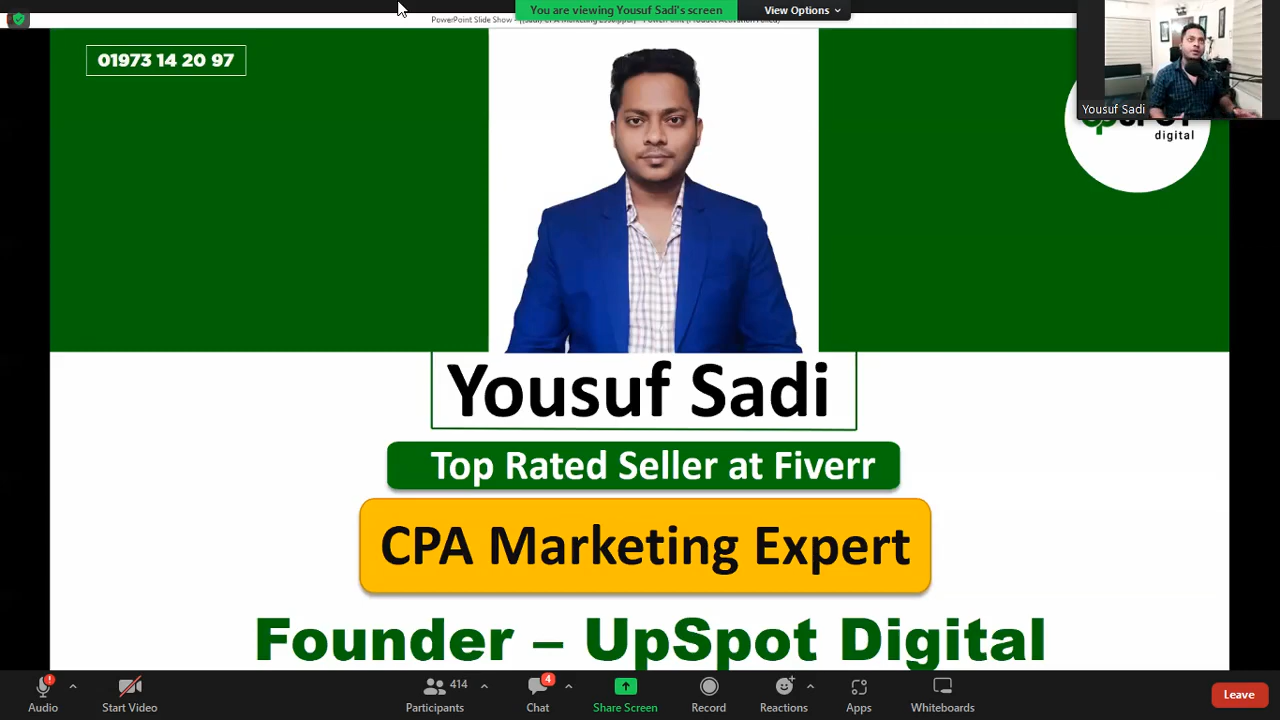 You are viewing Yousuf Sadi's screen
View Options
01973 14 20 97
Yousuf Sadi
digital
Yousuf Sadi
Top Rated Seller at Fiverr
CPA Marketing Expert
Founder – UpSpot Digital
Audio
Start Video
414
Participants
4
Chat
Share Screen
Record
Reactions
Apps
Whiteboards
Leave